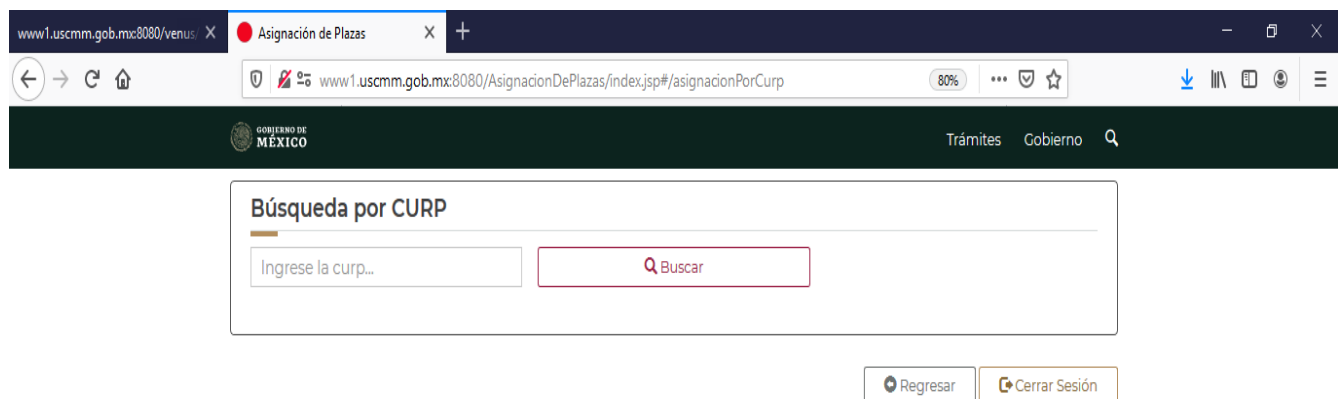 www1.uscmm.gob.mx:8080/venus/
Asignación de Plazas
www1.uscmm.gob.mx:8080/AsignacionDePlazas/index.jsp#/asignacionPorCurp
80%
GOBIERNO DE
MÉXICO
Trámites Gobierno
Búsqueda por CURP
Ingrese la curp...
Buscar
Regresar
Cerrar Sesión